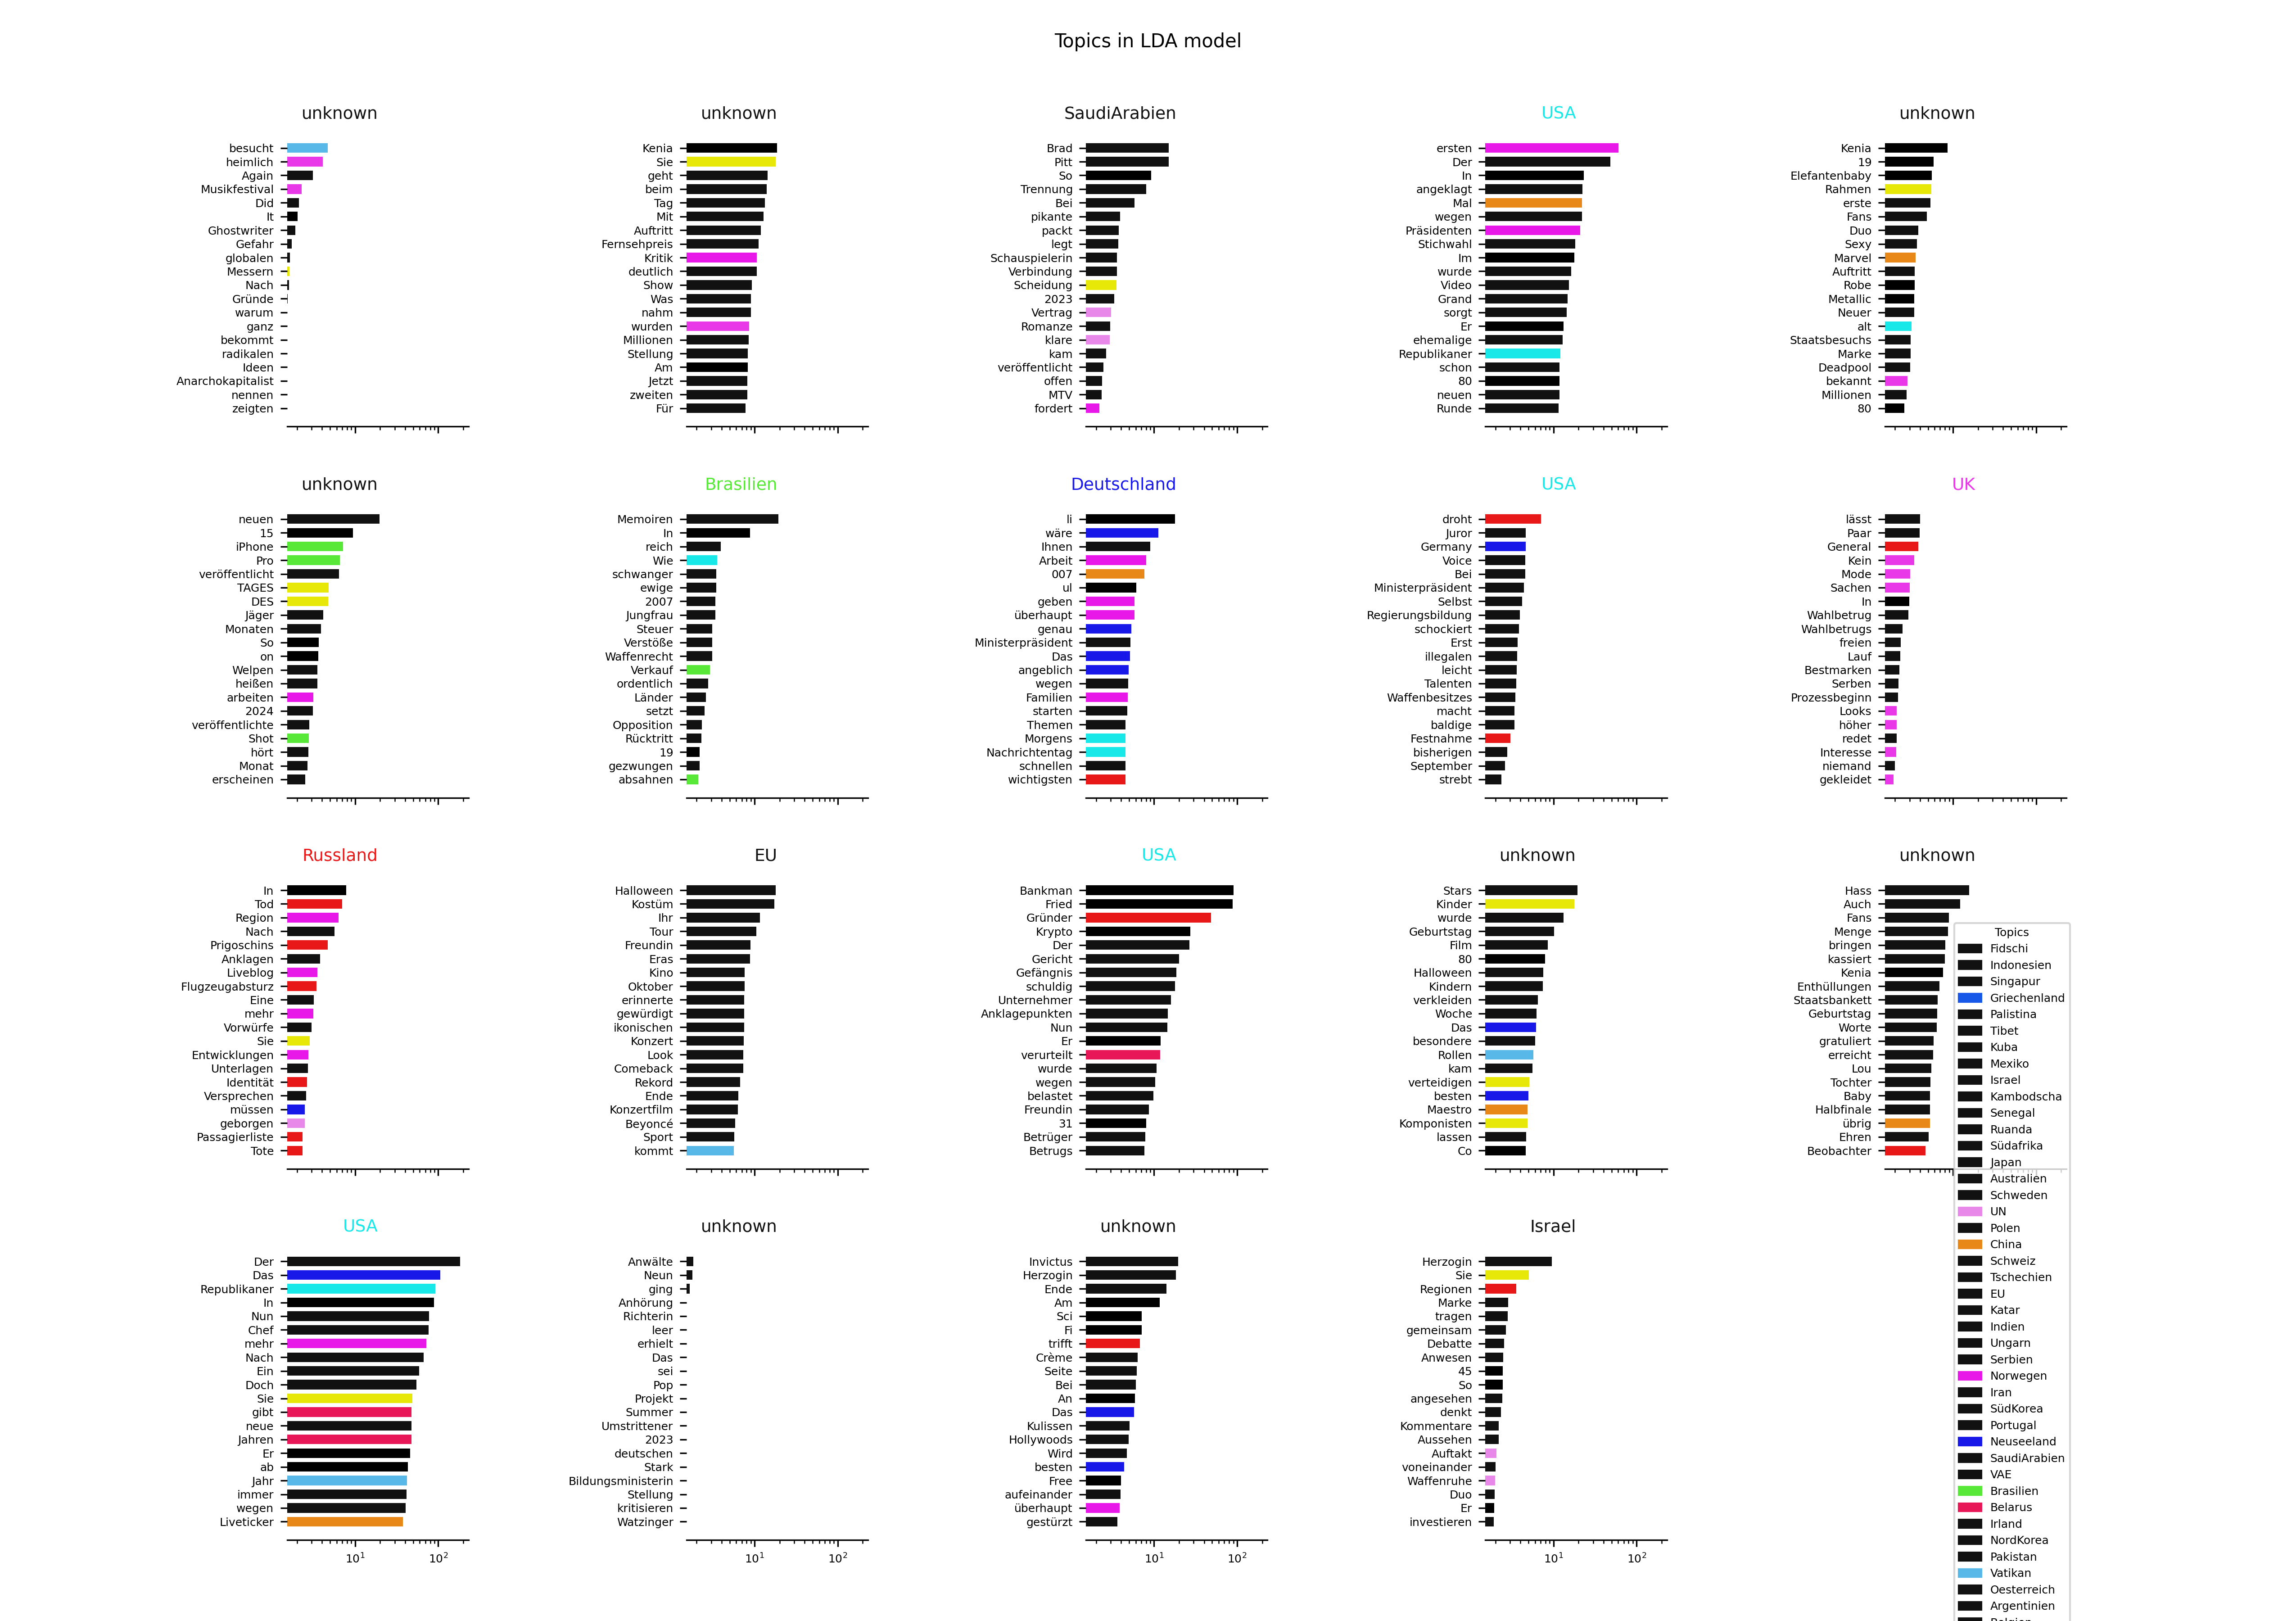 Topics in LDA model
unknown
besucht
heimlich
Again
Musikfestival
Did
It
Ghostwriter
Gefahr
globalen
Messern
Nach
Gründe
warum
ganz
bekommt
radikalen
Ideen
Anarchokapitalist
nennen
zeigten
unknown
Kenia
Sie
geht
beim
Tag
Mit
Auftritt
Fernsehpreis
Kritik
deutlich
Show
Was
nahm
wurden
Millionen
Stellung
Am
Jetzt
zweiten
Für
SaudiArabien
Brad
Pitt
So
Trennung
Bei
pikante
packt
legt
Schauspielerin
Verbindung
Scheidung
2023
Vertrag
Romanze
klare
kam
veröffentlicht
offen
MTV
fordert
USA
ersten
Der
In
angeklagt
Mal
wegen
Präsidenten
Stichwahl
Im
wurde
Video
Grand
sorgt
Er
ehemalige
Republikaner
schon
80
neuen
Runde
unknown
Kenia
19
Elefantenbaby
Rahmen
erste
Fans
Duo
Sexy
Marvel
Auftritt
Robe
Metallic
Neuer
alt
Staatsbesuchs
Marke
Deadpool
bekannt
Millionen
80
unknown
neuen
15
iPhone
Pro
veröffentlicht
TAGES
DES
Jäger
Monaten
So
on
Welpen
heißen
arbeiten
2024
veröffentlichte
Shot
hört
Monat
erscheinen
Brasilien
Memoiren
In
reich
Wie
schwanger
ewige
2007
Jungfrau
Steuer
Verstöße
Waffenrecht
Verkauf
ordentlich
Länder
setzt
Opposition
Rücktritt
19
gezwungen
absahnen
Deutschland
li
wäre
Ihnen
Arbeit
007
ul
geben
überhaupt
genau
Ministerpräsident
Das
angeblich
wegen
Familien
starten
Themen
Morgens
Nachrichtentag
schnellen
wichtigsten
USA
droht
Juror
Germany
Voice
Bei
Ministerpräsident
Selbst
Regierungsbildung
schockiert
Erst
illegalen
leicht
Talenten
Waffenbesitzes
macht
baldige
Festnahme
bisherigen
September
strebt
UK
lässt
Paar
General
Kein
Mode
Sachen
In
Wahlbetrug
Wahlbetrugs
freien
Lauf
Bestmarken
Serben
Prozessbeginn
Looks
höher
redet
Interesse
niemand
gekleidet
Russland
In
Tod
Region
Nach
Prigoschins
Anklagen
Liveblog
Flugzeugabsturz
Eine
mehr
Vorwürfe
Sie
Entwicklungen
Unterlagen
Identität
Versprechen
müssen
geborgen
Passagierliste
Tote
EU
Halloween
Kostüm
Ihr
Tour
Freundin
Eras
Kino
Oktober
erinnerte
gewürdigt
ikonischen
Konzert
Look
Comeback
Rekord
Ende
Konzertfilm
Beyoncé
Sport
kommt
USA
Bankman
Fried
Gründer
Krypto
Der
Gericht
Gefängnis
schuldig
Unternehmer
Anklagepunkten
Nun
Er
verurteilt
wurde
wegen
belastet
Freundin
31
Betrüger
Betrugs
unknown
Stars
Kinder
wurde
Geburtstag
Film
80
Halloween
Kindern
verkleiden
Woche
Das
besondere
Rollen
kam
verteidigen
besten
Maestro
Komponisten
lassen
Co
unknown
Hass
Auch
Fans
Menge
bringen
kassiert
Kenia
Enthüllungen
Staatsbankett
Geburtstag
Worte
gratuliert
erreicht
Lou
Tochter
Baby
Halbfinale
übrig
Ehren
Beobachter
USA
Der
Das
Republikaner
In
Nun
Chef
mehr
Nach
Ein
Doch
Sie
gibt
neue
Jahren
Er
ab
Jahr
immer
wegen
Liveticker
10¹ 10²
unknown
Anwälte
Neun
ging
Anhörung
Richterin
leer
erhielt
Das
sei
Pop
Projekt
Summer
Umstrittener
2023
deutschen
Stark
Bildungsministerin
Stellung
kritisieren
Watzinger
10¹ 10²
unknown
Invictus
Herzogin
Ende
Am
Sci
Fi
trifft
Crème
Seite
Bei
An
Das
Kulissen
Hollywoods
Wird
besten
Free
aufeinander
überhaupt
gestürzt
10¹ 10²
Israel
Herzogin
Sie
Regionen
Marke
tragen
gemeinsam
Debatte
Anwesen
45
So
angesehen
denkt
Kommentare
Aussehen
Auftakt
voneinander
Waffenruhe
Duo
Er
investieren
10¹ 10²
Topics
Fidschi
Indonesien
Singapur
Griechenland
Palistina
Tibet
Kuba
Mexiko
Israel
Kambodscha
Senegal
Ruanda
Südafrika
Japan
Australien
Schweden
UN
Polen
China
Schweiz
Tschechien
EU
Katar
Indien
Ungarn
Serbien
Norwegen
Iran
SüdKorea
Portugal
Neuseeland
SaudiArabien
VAE
Brasilien
Belarus
Irland
NordKorea
Pakistan
Vatikan
Oesterreich
Argentinien